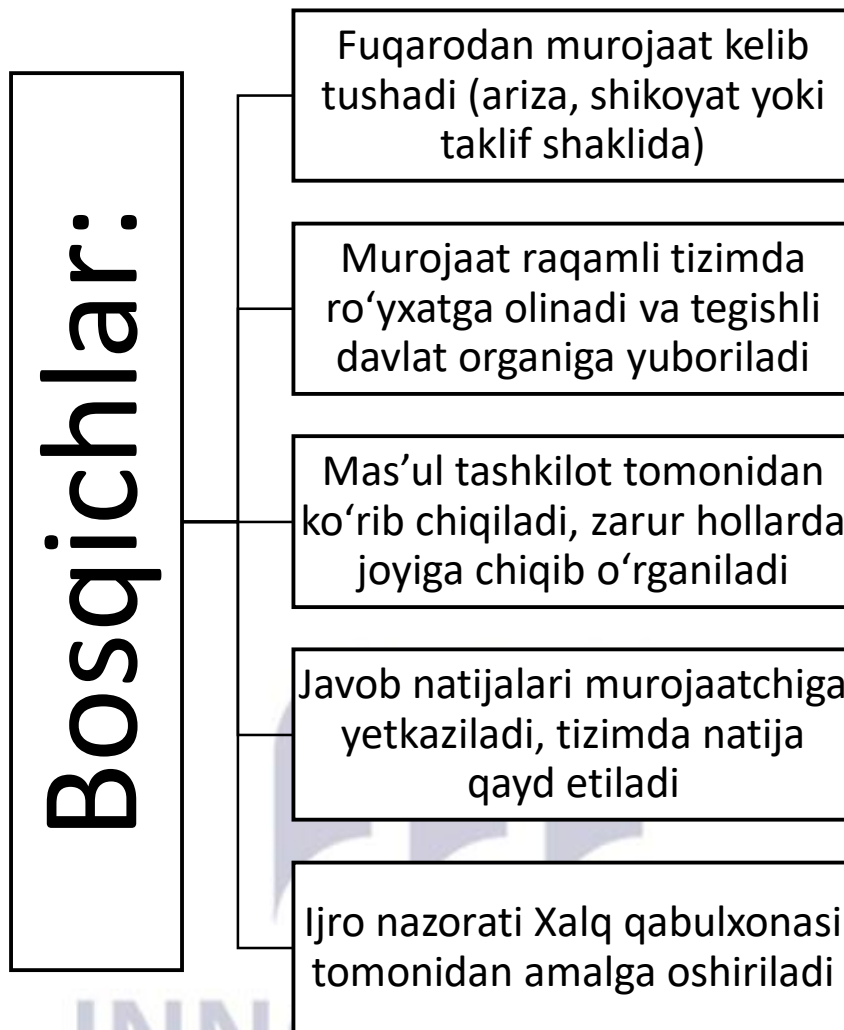 Bosqichlar:
Fuqarodan murojaat kelib
tushadi (ariza, shikoyat yoki
taklif shaklida)
Murojaat raqamli tizimda
ro‘yxatga olinadi va tegishli
davlat organiga yuboriladi
Mas’ul tashkilot tomonidan
ko‘rib chiqiladi, zarur hollarda
joyiga chiqib o‘rganiladi
Javob natijalari murojaatchiga
yetkaziladi, tizimda natija
qayd etiladi
Ijro nazorati Xalq qabulxonasi
tomonidan amalga oshiriladi